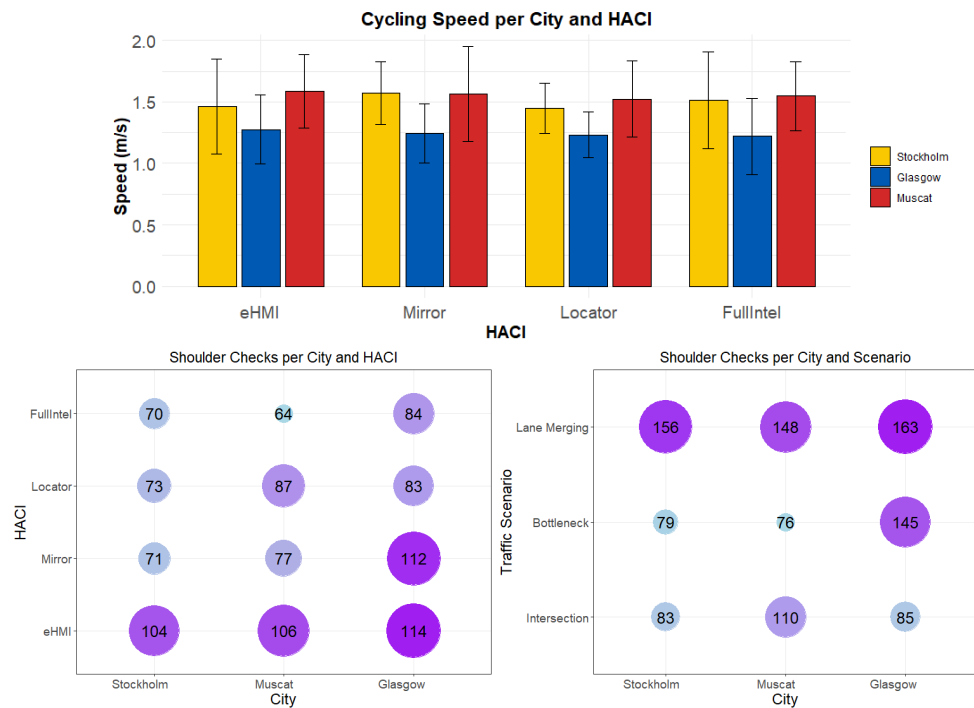 Cycling Speed per City and HACI
Speed (m/s)
2.0
1.5
1.0
0.5
0.0
eHMI Mirror Locator FullIntel
HACI
Stockholm
Glasgow
Muscat
Shoulder Checks per City and HACI
HACI
FullIntel 70 64 84
Locator 73 87 83
Mirror 71 77 112
eHMI 104 106 114
Stockholm Muscat Glasgow
City
Shoulder Checks per City and Scenario
Traffic Scenario
Lane Merging 156 148 163
Bottleneck 79 76 145
Intersection 83 110 85
Stockholm Muscat Glasgow
City